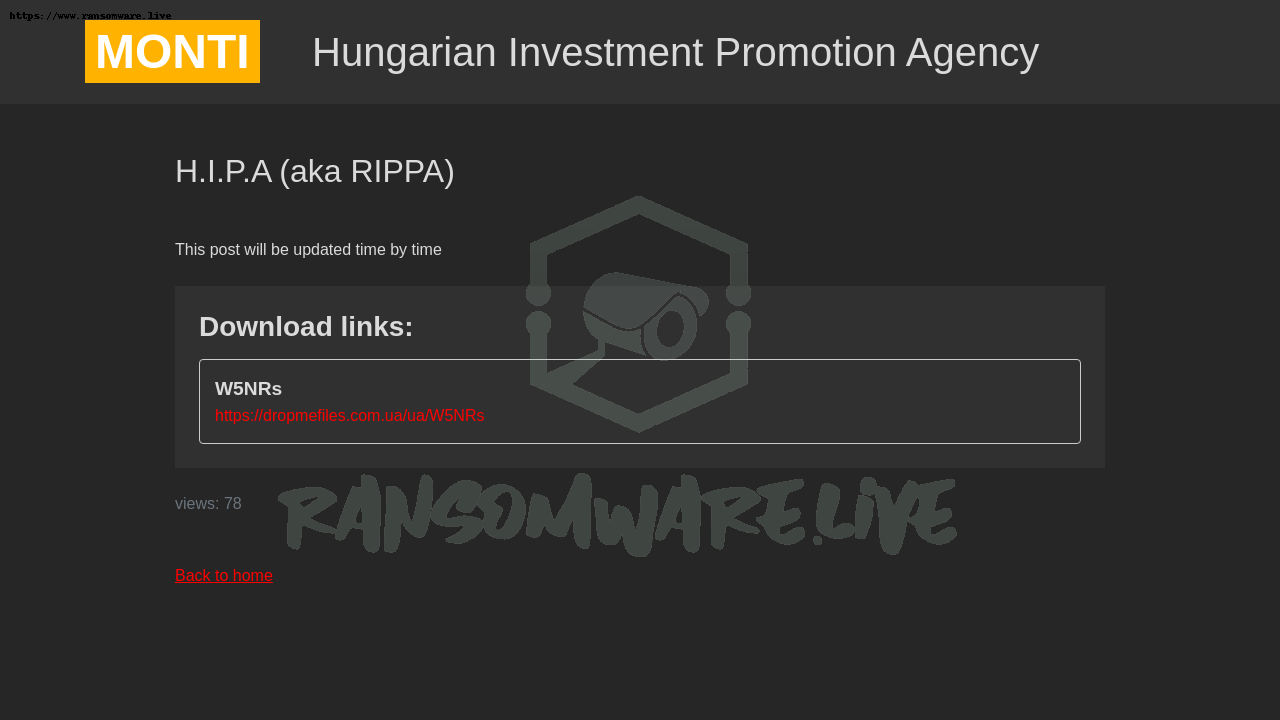 https://www.ransomware.live
MONTI
Hungarian Investment Promotion Agency
H.I.P.A (aka RIPPA)
This post will be updated time by time
Download links:
W5NRs
https://dropmefiles.com.ua/ua/W5NRs
RANSOMWARE.LIVE
views: 78
Back to home